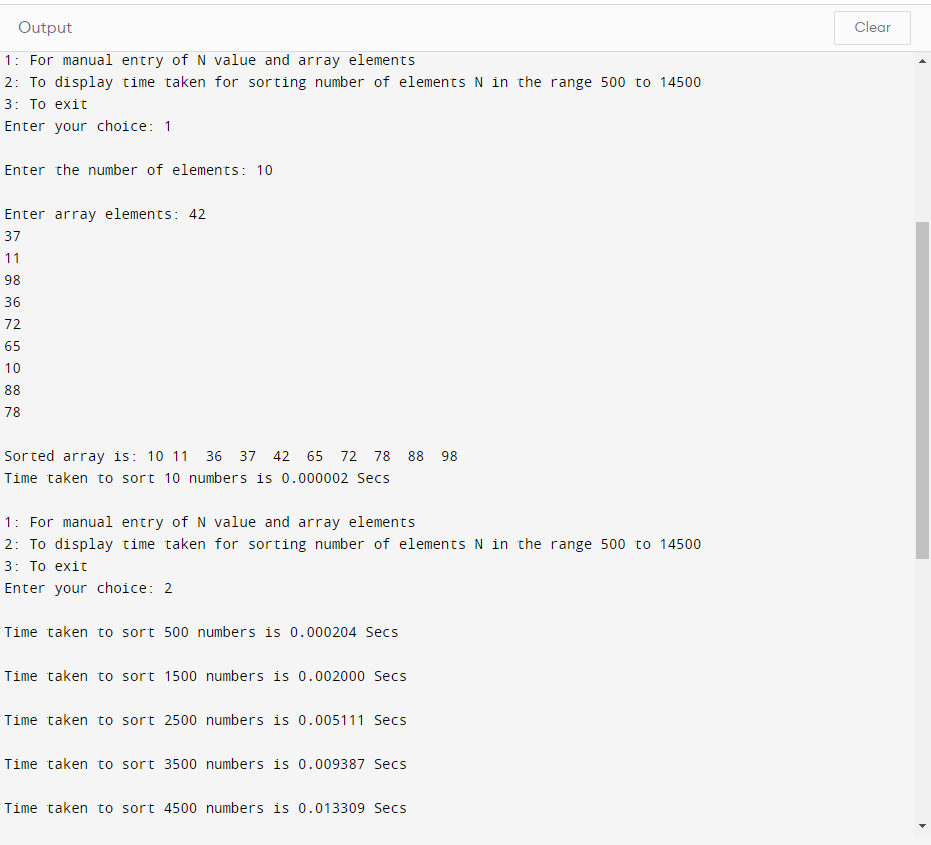 Output
Clear
1: For manual entry of N value and array elements
2: To display time taken for sorting number of elements N in the range 500 to 14500
3: To exit
Enter your choice: 1
Enter the number of elements: 10
Enter array elements: 42
37
11
98
36
72
65
10
88
78
Sorted array is: 10 11  36  37  42  65  72  78  88  98
Time taken to sort 10 numbers is 0.000002 Secs
1: For manual entry of N value and array elements
2: To display time taken for sorting number of elements N in the range 500 to 14500
3: To exit
Enter your choice: 2
Time taken to sort 500 numbers is 0.000204 Secs
Time taken to sort 1500 numbers is 0.002000 Secs
Time taken to sort 2500 numbers is 0.005111 Secs
Time taken to sort 3500 numbers is 0.009387 Secs
Time taken to sort 4500 numbers is 0.013309 Secs